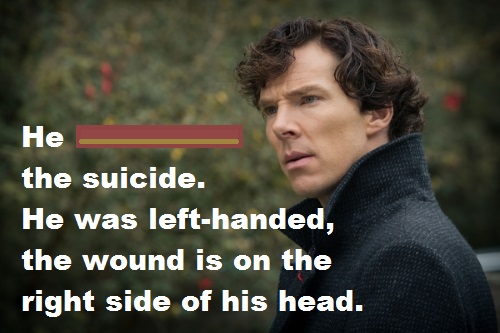 He
the suicide.
He was left-handed,
the wound is on the
right side of his head.